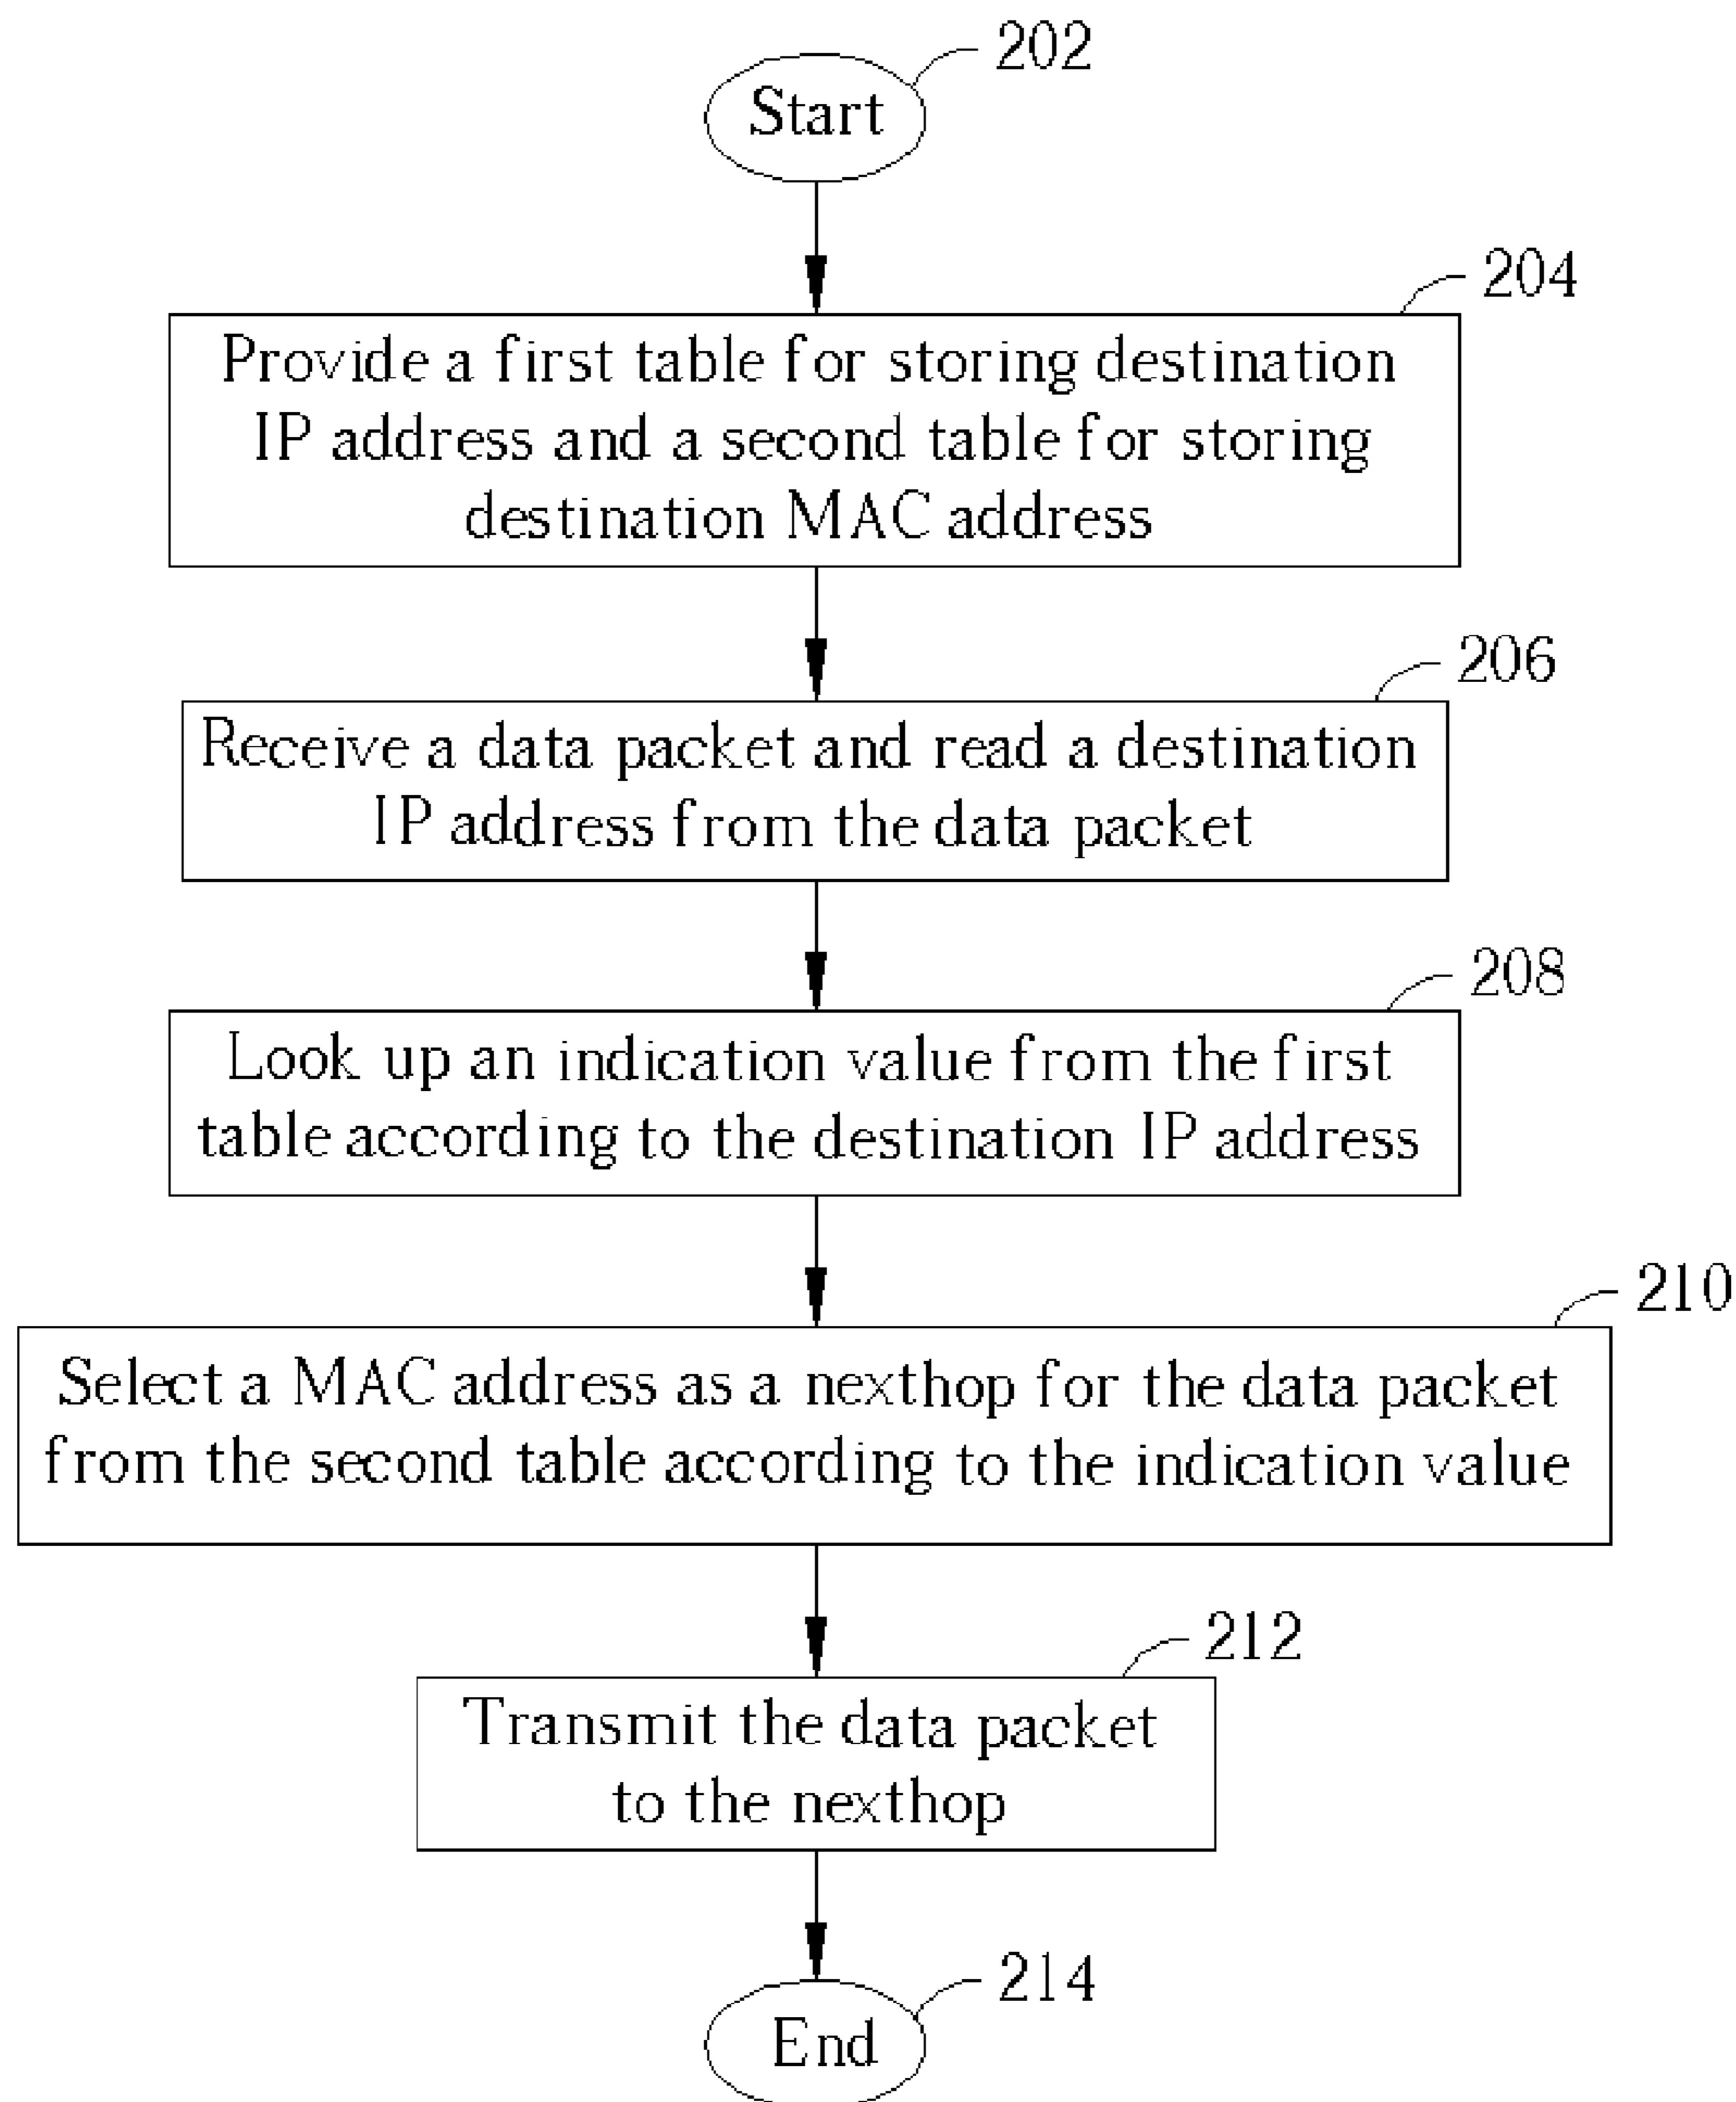 202
Start
204
Provide a first table for storing destination
IP address and a second table for storing
destination MAC address
206
Receive a data packet and read a destination
IP address from the data packet
208
Look up an indication value from the first
table according to the destination IP address
210
Select a MAC address as a nexthop for the data packet
from the second table according to the indication value
212
Transmit the data packet
to the nexthop
214
End